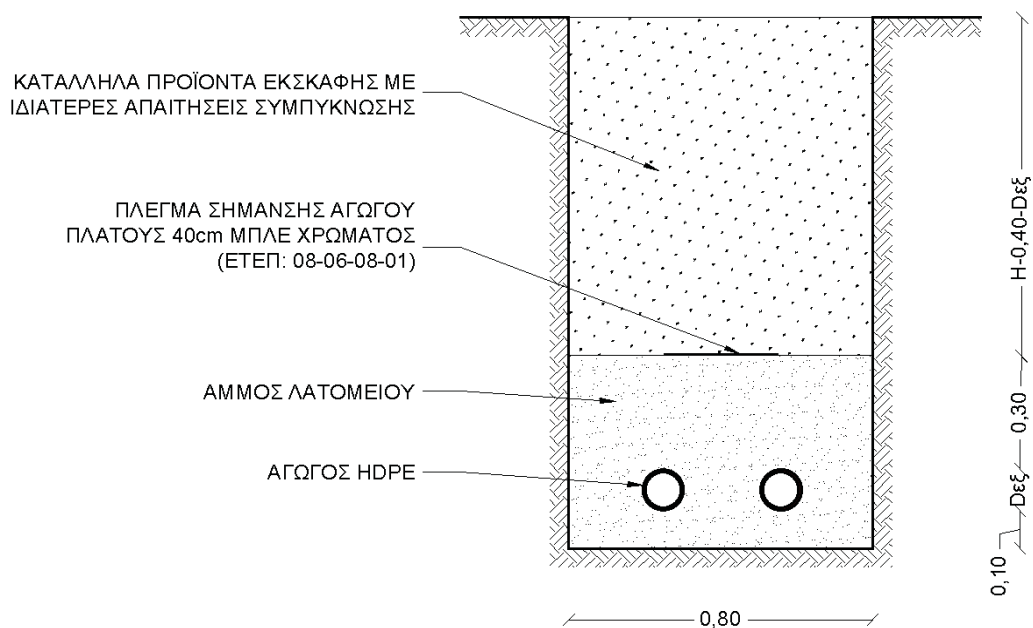 ΚΑΤΑΛΛΗΛΑ ΠΡΟΪΟΝΤΑ ΕΚΣΚΑΦΗΣ ΜΕ
ΙΔΙΑΤΕΡΕΣ ΑΠΑΙΤΗΣΕΙΣ ΣΥΜΠΥΚΝΩΣΗΣ
ΠΛΕΓΜΑ ΣΗΜΑΝΣΗΣ ΑΓΩΓΟΥ
ΠΛΑΤΟΥΣ 40cm ΜΠΛΕ ΧΡΩΜΑΤΟΣ
(ΕΤΕΠ: 08-06-08-01)
ΑΜΜΟΣ ΛΑΤΟΜΕΙΟΥ
ΑΓΩΓΟΣ HDPE
H-0,40-Dεξ
0,30
Dεξ
0,10
0,80